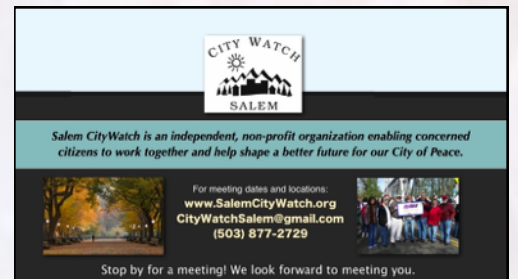 CITY WATCH
SALEM
Salem CityWatch is an independent, non-profit organization enabling concerned
citizens to work together and help shape a better future for our City of Peace.
For meeting dates and locations:
www.SalemCityWatch.org
CityWatchSalem@gmail.com
(503) 877-2729
Stop by for a meeting! We look forward to meeting you.